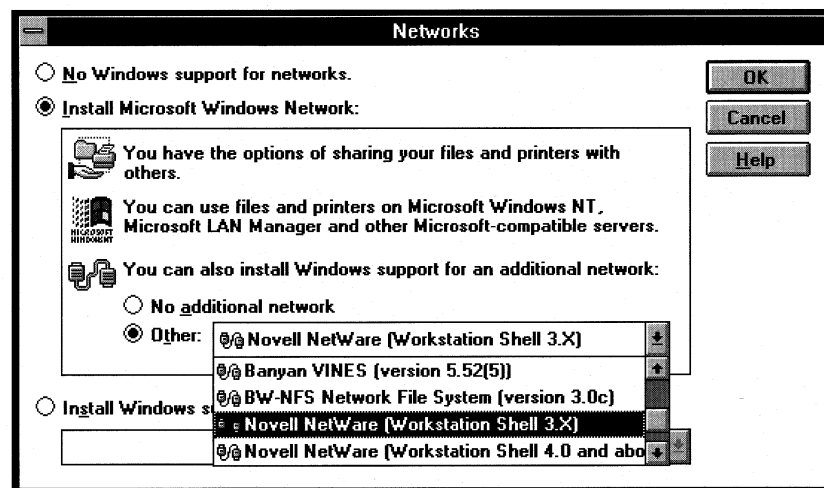 Networks
No Windows support for networks.
Install Microsoft Windows Network:
OK
Cancel
Help
You have the options of sharing your files and printers with
others.
MICROSOFT
WINDOWSNT
You can use files and printers on Microsoft Windows NT,
Microsoft LAN Manager and other Microsoft-compatible servers.
You can also install Windows support for an additional network:
No additional network
Other:
Novell NetWare (Workstation Shell 3.X)
Banyan VINES (version 5.52(5))
BW-NFS Network File System (version 3.0c)
Novell NetWare (Workstation Shell 3.X)
Novell NetWare (Workstation Shell 4.0 and abo
Install Windows s